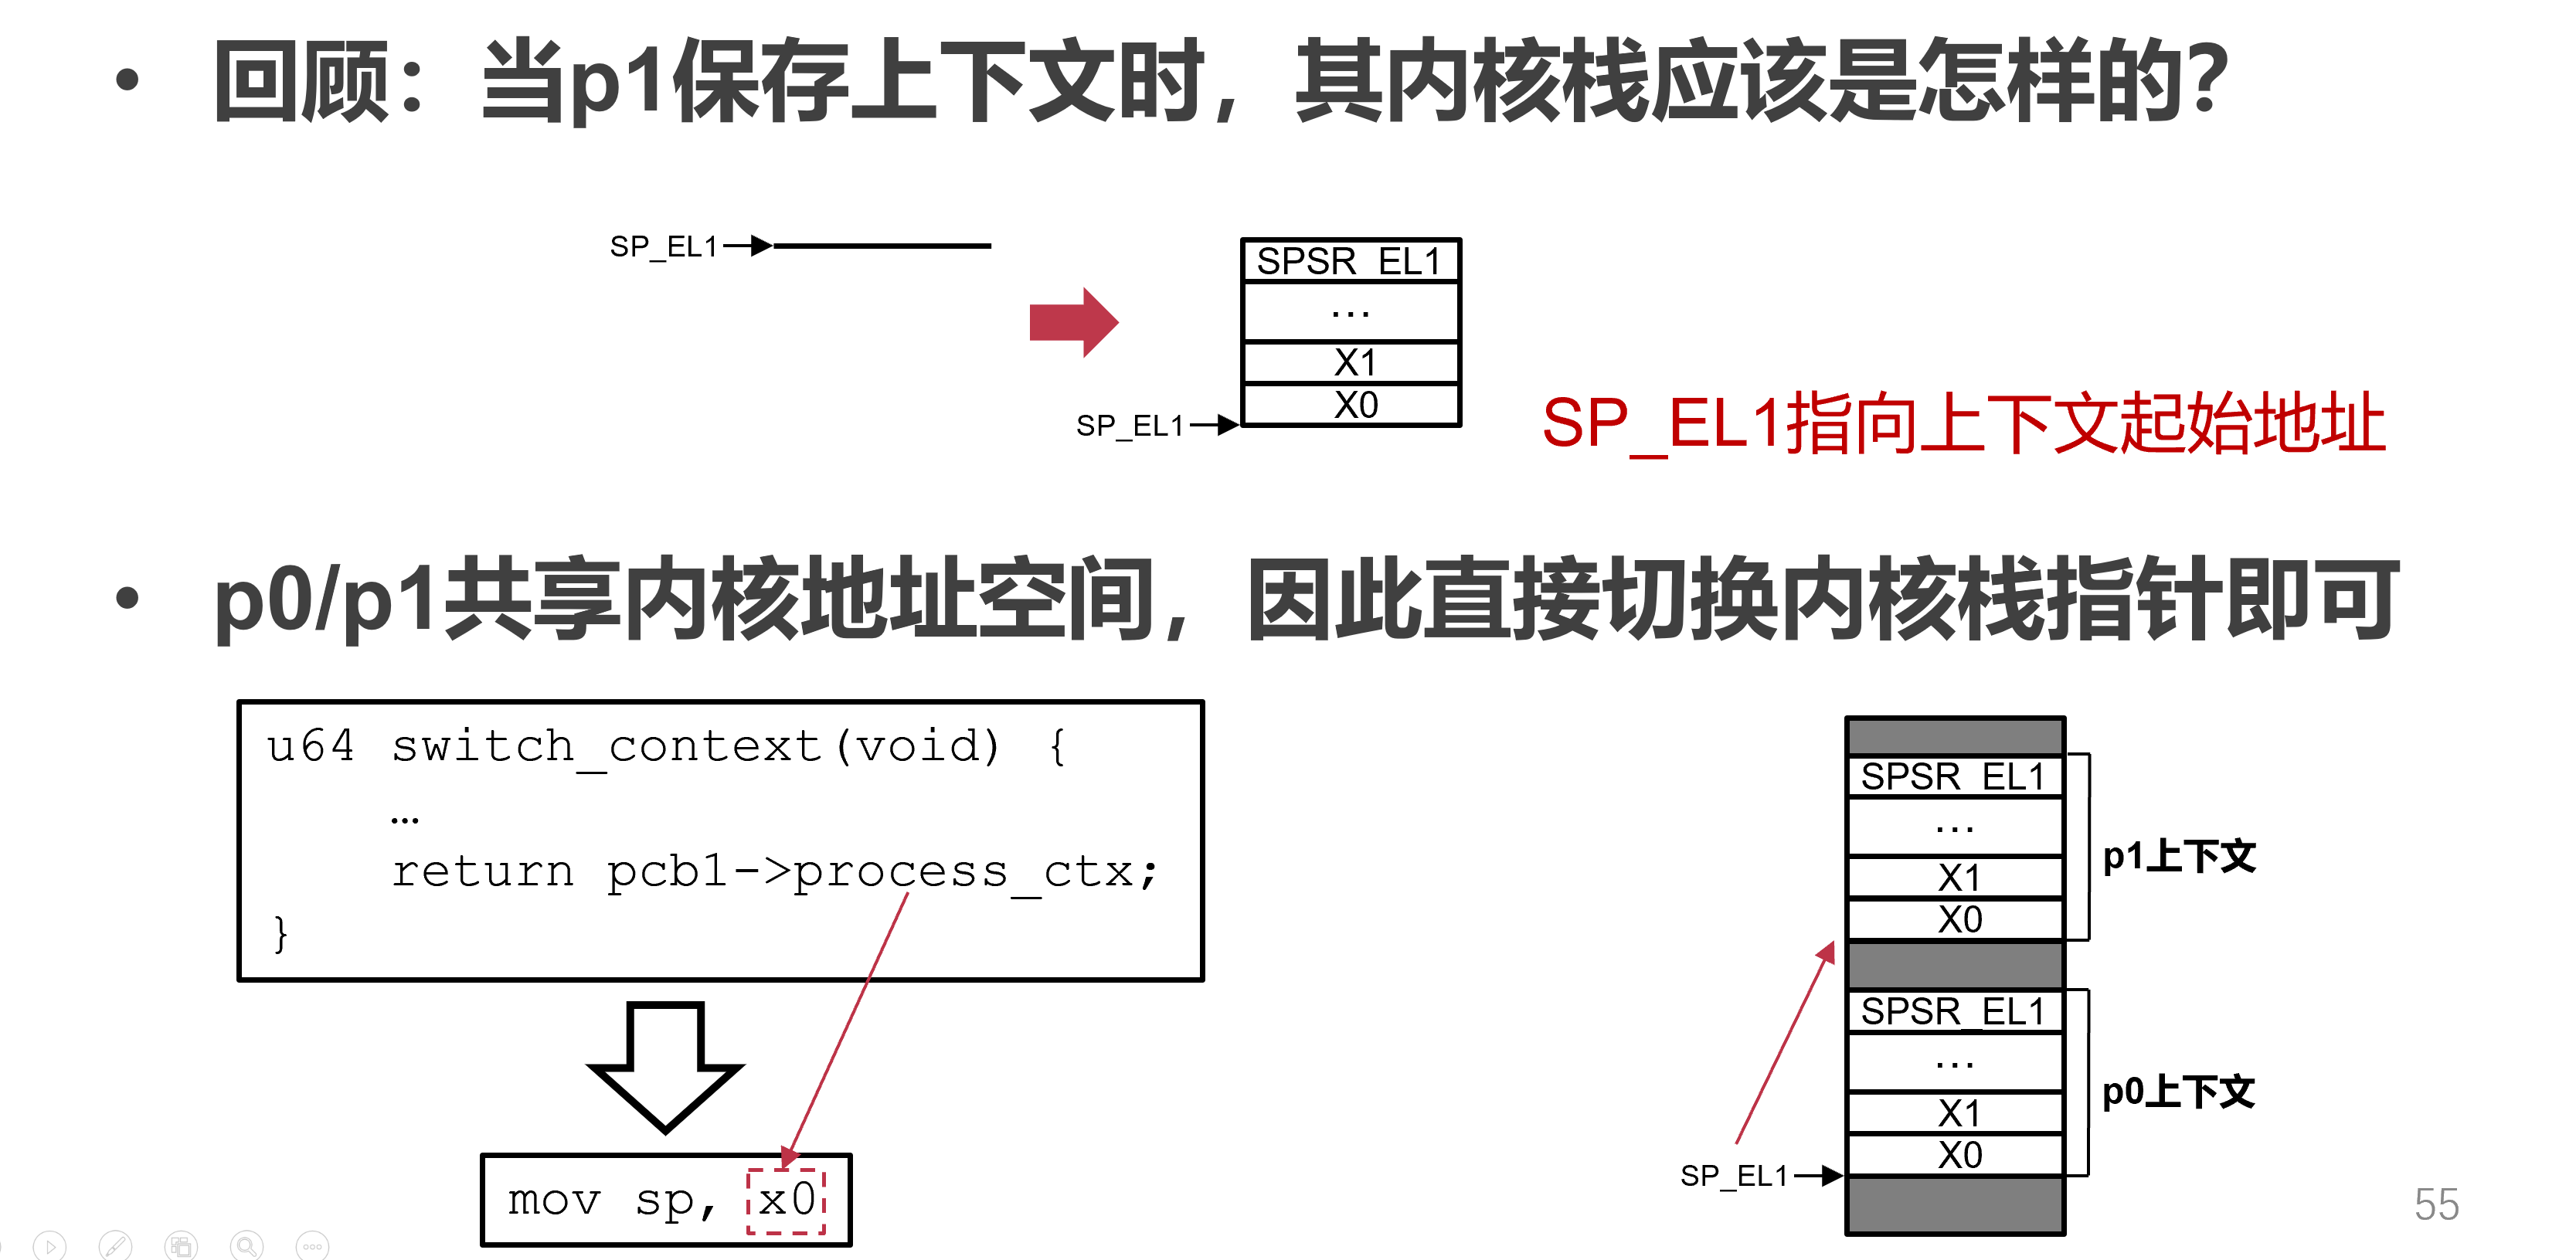 • 回顾：当p1保存上下文时，其内核栈应该是怎样的？
SP_EL1
SPSR_EL1
...
X1
X0
SP_EL1
SP_EL1指向上下文起始地址
• p0/p1共享内核地址空间，因此直接切换内核栈指针即可
u64 switch_context(void) {
…
return pcb1->process_ctx;
}
mov sp, x0
SPSR_EL1
...
X1
X0
p1上下文
SPSR_EL1
...
X1
X0
p0上下文
SP_EL1
55